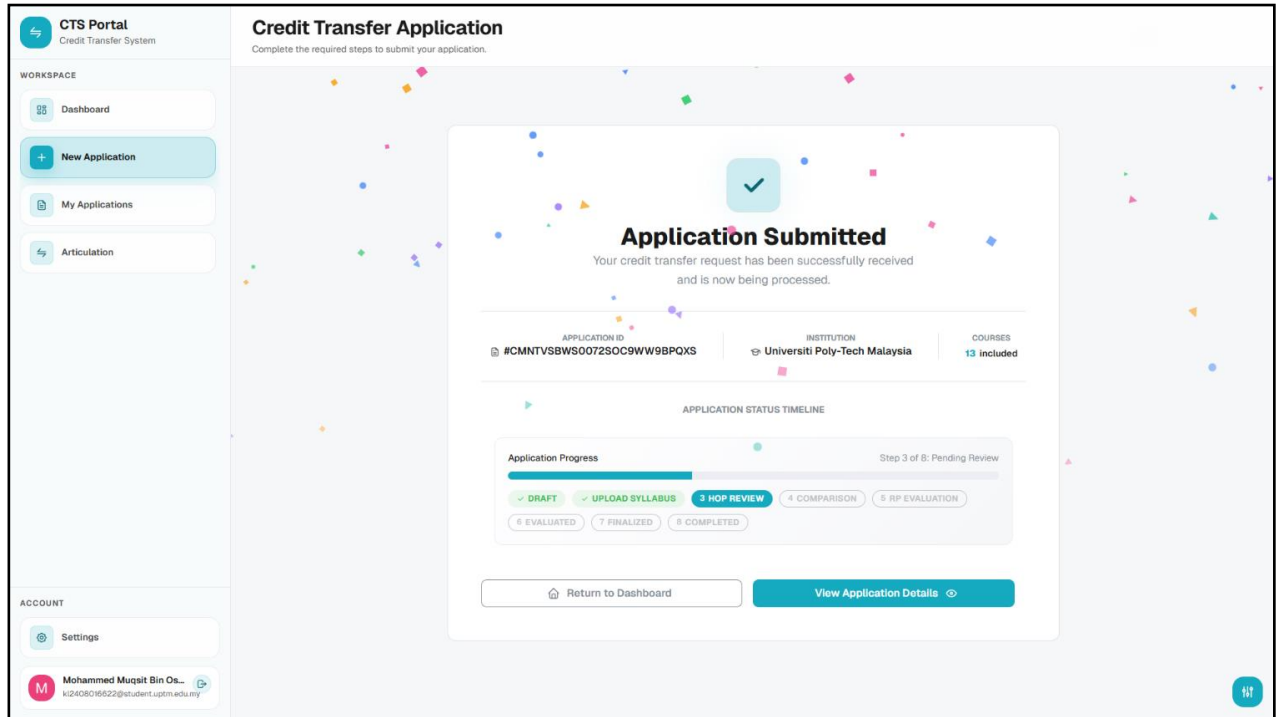 CTS Portal
Credit Transfer System
WORKSPACE
Dashboard
New Application
My Applications
Articulation
ACCOUNT
Settings
M
Mohammed Muqsit Bin Os...
kl2408016622@student.uptm.edu.my
Credit Transfer Application
Complete the required steps to submit your application.
Application Submitted
Your credit transfer request has been successfully received
and is now being processed.
APPLICATION ID
#CMNTVSBWS0072SOC9WW9BPQXS
INSTITUTION
Universiti Poly-Tech Malaysia
COURSES
13 included
APPLICATION STATUS TIMELINE
Application Progress
Step 3 of 8: Pending Review
DRAFT
UPLOAD SYLLABUS
3 HOP REVIEW
4 COMPARISON
5 RP EVALUATION
6 EVALUATED
7 FINALIZED
8 COMPLETED
Return to Dashboard
View Application Details